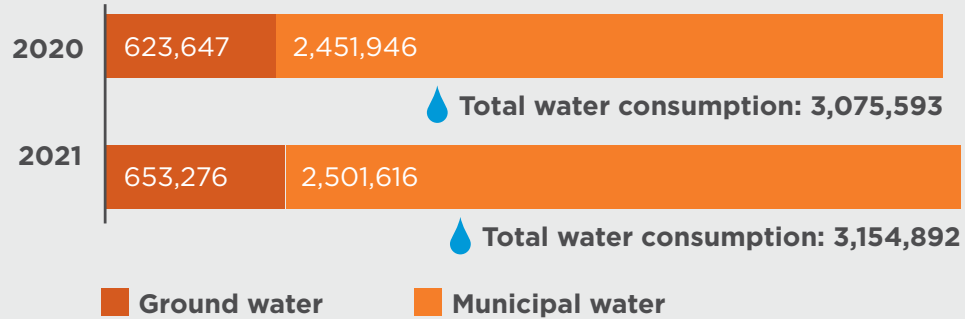 2020 623,647 2,451,946
Total water consumption: 3,075,593
2021 653,276 2,501,616
Total water consumption: 3,154,892
Ground water Municipal water